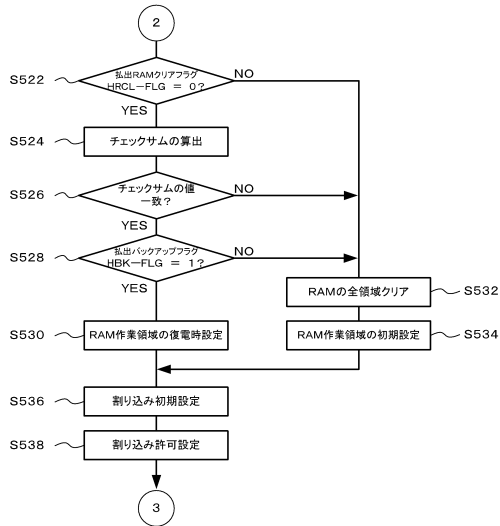 2
S522
払出RAMクリアフラグ
HRCL−FLG = 0?
NO
YES
S524
チェックサムの算出
S526
チェックサムの値
一致?
NO
YES
S528
払出バックアップフラグ
HBK−FLG = 1?
NO
YES
RAMの全領域クリア
S532
S530
RAM作業領域の復電時設定
RAM作業領域の初期設定
S534
S536
割り込み初期設定
S538
割り込み許可設定
3